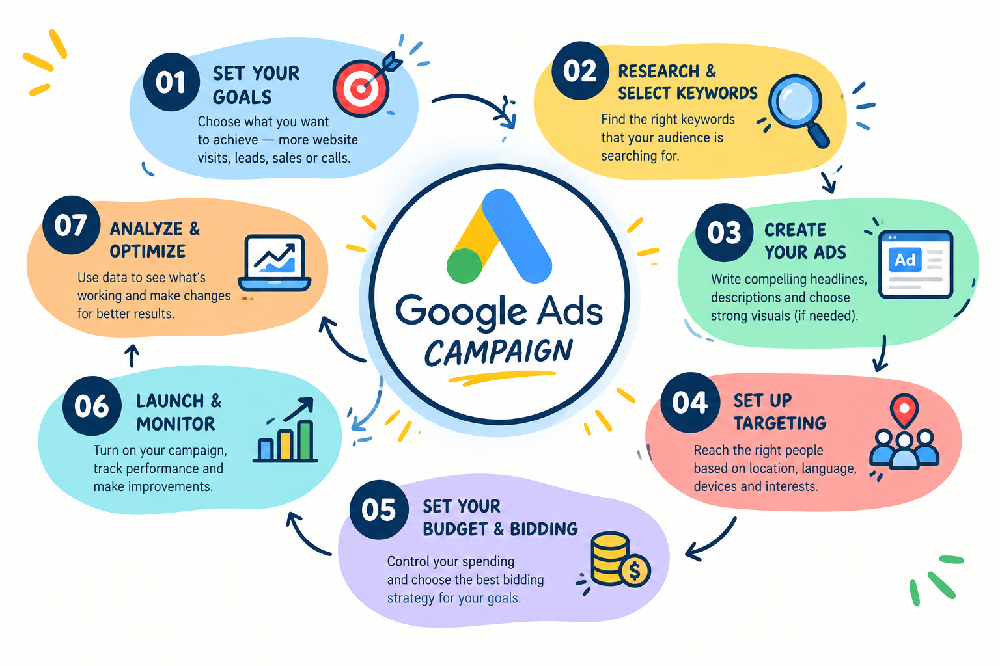 01
SET YOUR
GOALS
Choose what you want
to achieve — more website
visits, leads, sales or calls.
02
RESEARCH &
SELECT KEYWORDS
Find the right keywords
that your audience is
searching for.
03
CREATE
YOUR ADS
Write compelling headlines,
descriptions and choose
strong visuals (if needed).
Ad
04
SET UP
TARGETING
Reach the right people
based on location, language,
devices and interests.
05
SET YOUR
BUDGET & BIDDING
Control your spending
and choose the best bidding
strategy for your goals.
$
06
LAUNCH &
MONITOR
Turn on your campaign,
track performance and
make improvements.
07
ANALYZE &
OPTIMIZE
Use data to see what's
working and make changes
for better results.
Google Ads
CAMPAIGN